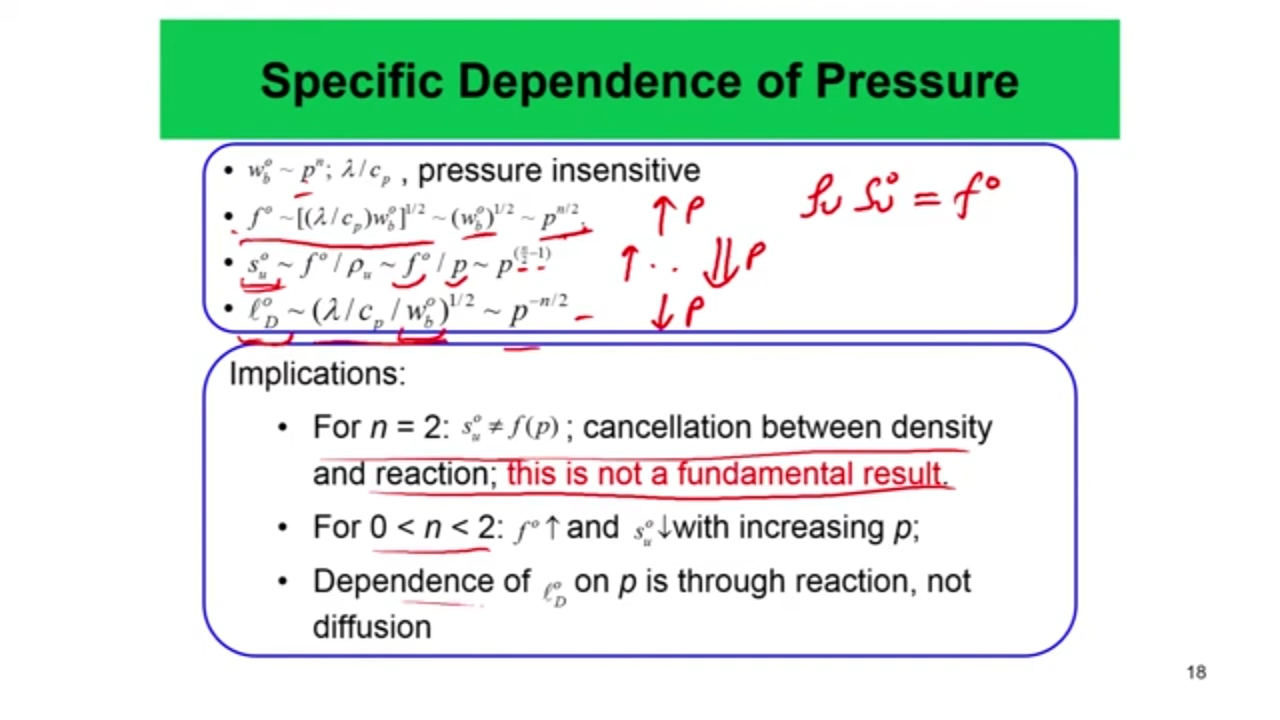 Specific Dependence of Pressure
• w_b^o ~ p^n; λ/c_p , pressure insensitive
• f^o ~ [(λ/c_p)w_b^o]^{1/2} ~ (w_b^o)^{1/2} ~ p^{n/2}. ↑ P
ρ_u S_u^o = f^o
• s_u^o ~ f^o / ρ_u ~ f^o / p ~ p^{(n/2 -1)} ↑ .. ⇓ P
• ℓ_D^o ~ (λ/c_p / w_b^o)^{1/2} ~ p^{-n/2} ↓ P
Implications:
• For n = 2: s_u^o ≠ f(p) ; cancellation between density
and reaction; this is not a fundamental result.
• For 0 < n < 2: f^o ↑ and s_u^o ↓ with increasing p;
• Dependence of ℓ_D^o on p is through reaction, not
diffusion
18